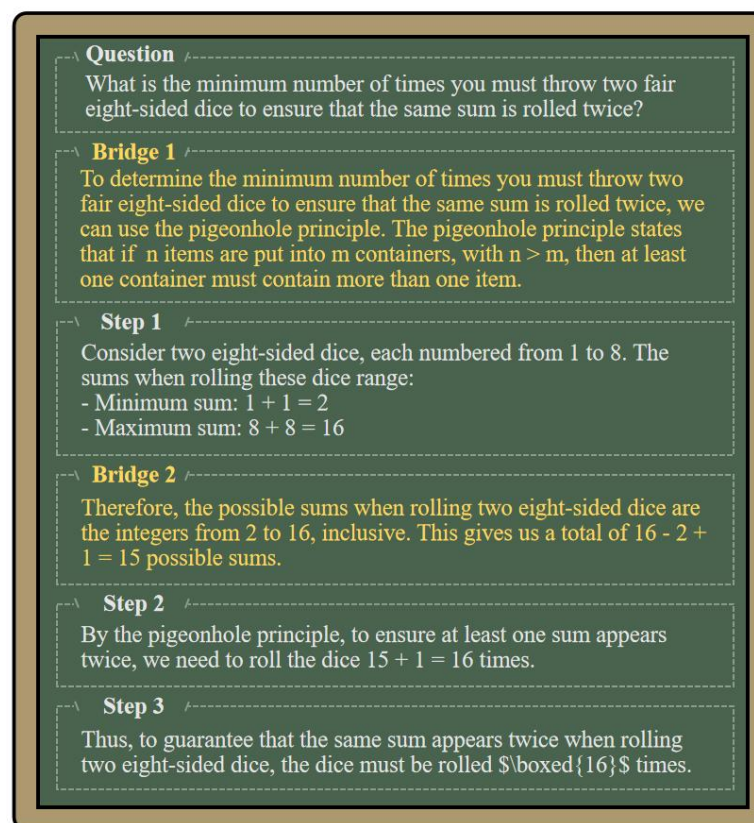 Question
What is the minimum number of times you must throw two fair
eight-sided dice to ensure that the same sum is rolled twice?
Bridge 1
To determine the minimum number of times you must throw two
fair eight-sided dice to ensure that the same sum is rolled twice, we
can use the pigeonhole principle. The pigeonhole principle states
that if n items are put into m containers, with n > m, then at least
one container must contain more than one item.
Step 1
Consider two eight-sided dice, each numbered from 1 to 8. The
sums when rolling these dice range:
- Minimum sum: 1 + 1 = 2
- Maximum sum: 8 + 8 = 16
Bridge 2
Therefore, the possible sums when rolling two eight-sided dice are
the integers from 2 to 16, inclusive. This gives us a total of 16 - 2 +
1 = 15 possible sums.
Step 2
By the pigeonhole principle, to ensure at least one sum appears
twice, we need to roll the dice 15 + 1 = 16 times.
Step 3
Thus, to guarantee that the same sum appears twice when rolling
two eight-sided dice, the dice must be rolled $\boxed{16}$ times.